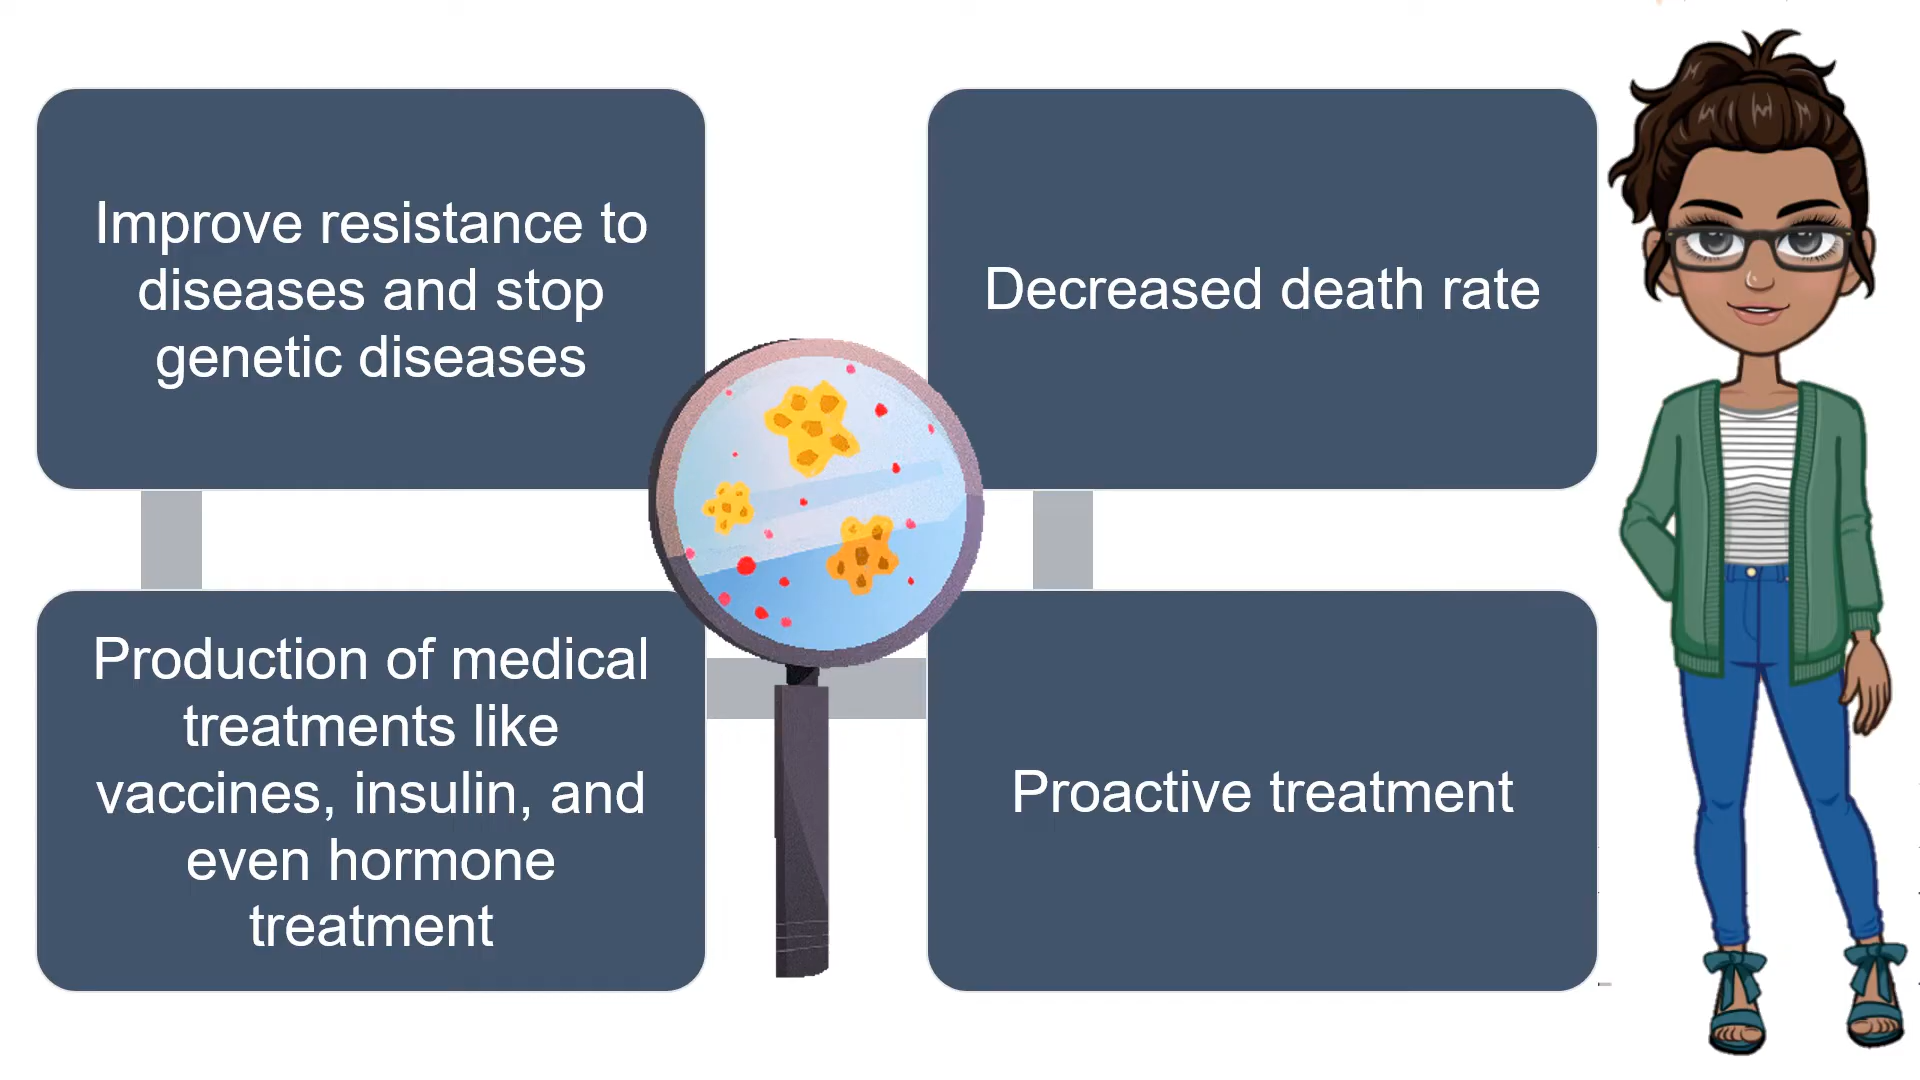 Improve resistance to
diseases and stop
genetic diseases
Decreased death rate
Production of medical
treatments like
vaccines, insulin, and
even hormone
treatment
Proactive treatment